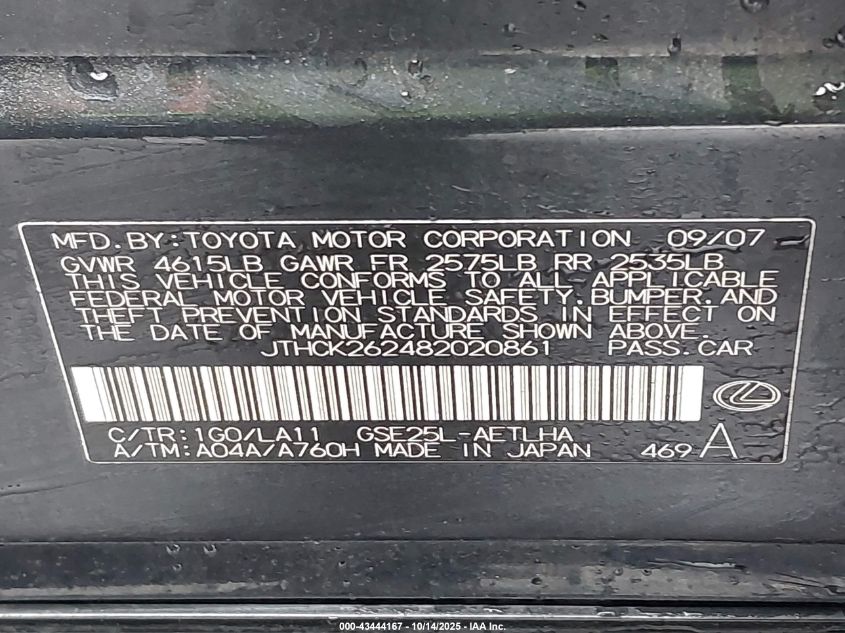 MFD.BY:TOYOTA MOTOR CORPORATION 09/07
GVWR 4615LB GAWR FR 2575LB RR 2535LB
THIS VEHICLE CONFORMS TO ALL APPLICABLE
FEDERAL MOTOR VEHICLE SAFETY.BUMPER.AND
THEFT PREVENTION STANDARDS IN EFFECT ON
THE DATE OF MANUFACTURE SHOWN ABOVE.
JTHCK262482020861 PASS.CAR
C/TR:1G0/LA11 GSE25L-AETLHA
A/TM:A04A/A760H MADE IN JAPAN 469 A
000-43444167 - 10/14/2025 - IAA Inc.